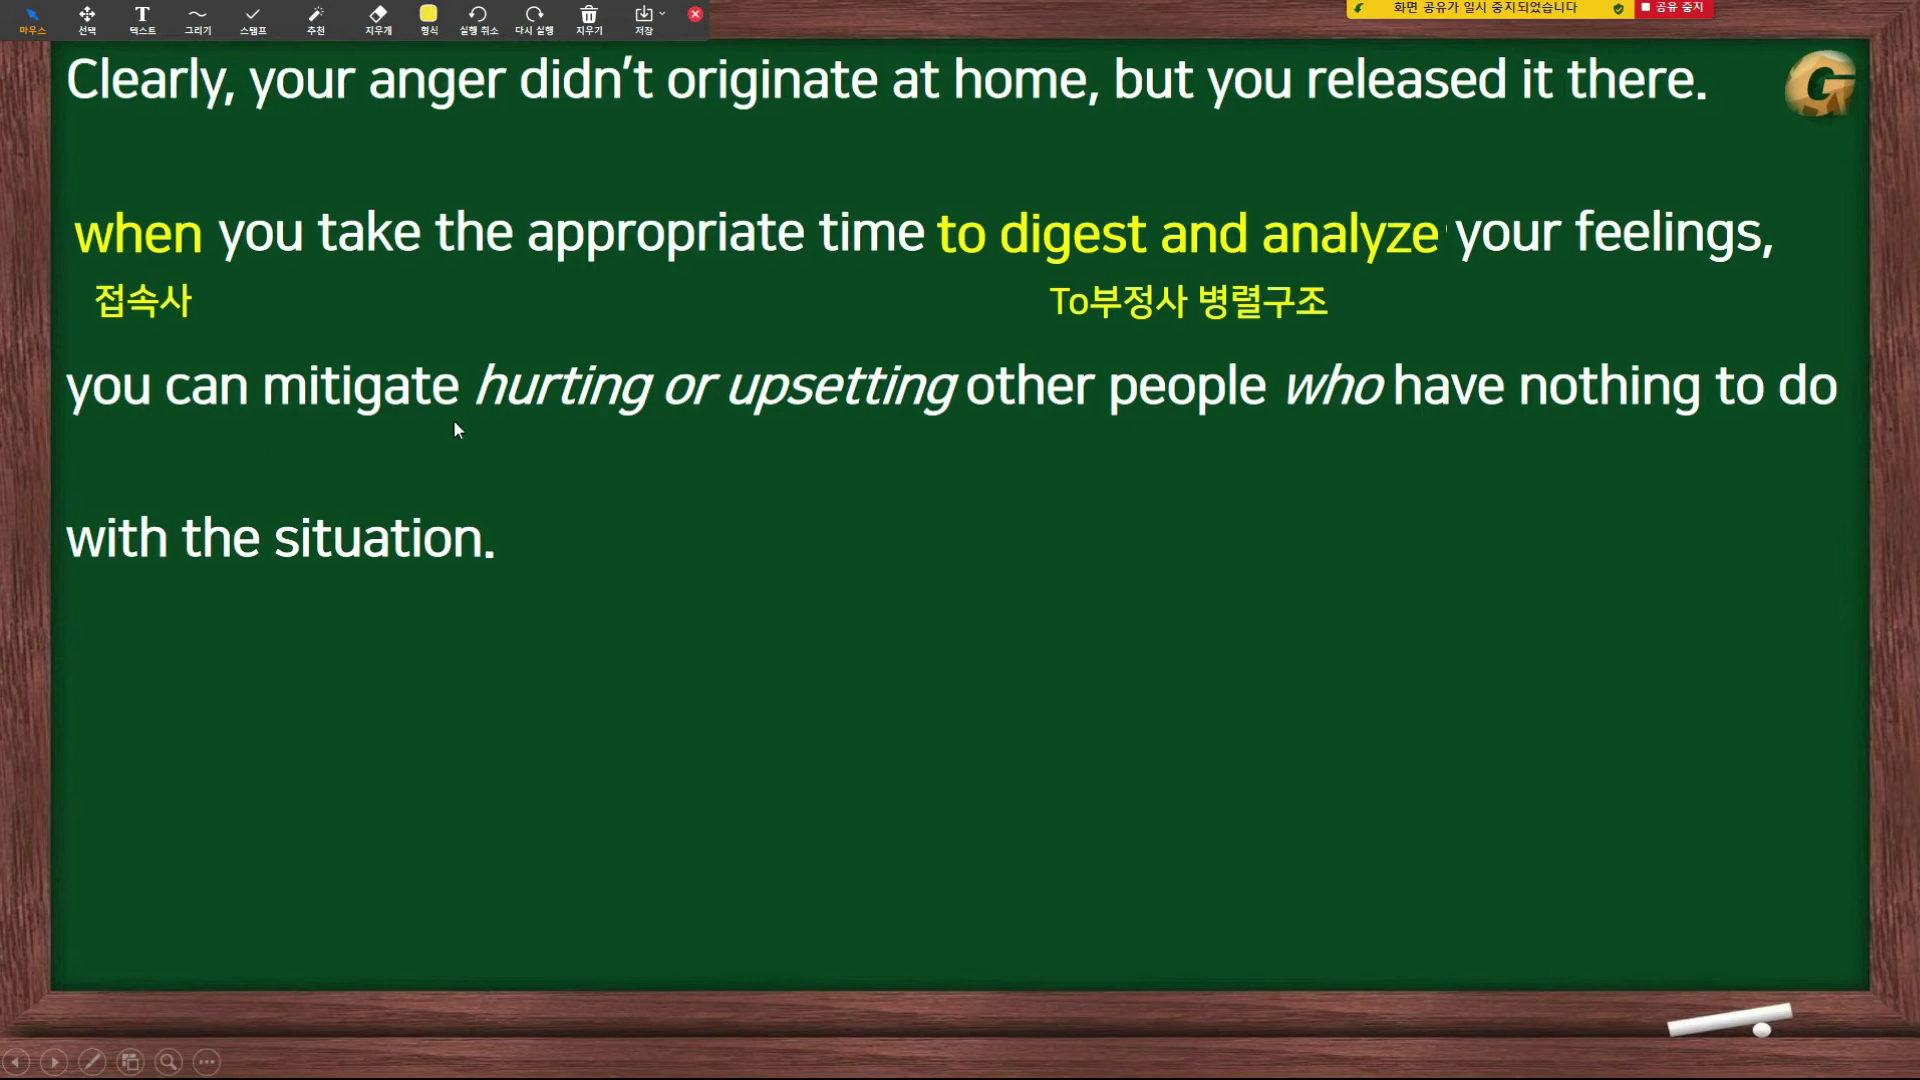 마우스 선택 텍스트 그리기 스탬프 추천 지우개 형식 실행 취소 다시 실행 지우기 저장
화면 공유가 일시 중지되었습니다 공유 중지
Clearly, your anger didn’t originate at home, but you released it there.
when you take the appropriate time to digest and analyze your feelings,
접속사 To부정사 병렬구조
you can mitigate hurting or upsetting other people who have nothing to do
with the situation.